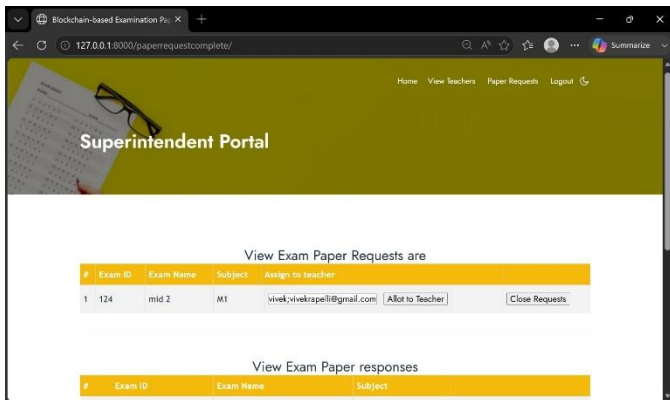 Blockchain-based Examination Pap
127.0.0.1:8000/paperrequestcomplete/
Summarize
Home View Teachers Paper Requests Logout
Superintendent Portal
View Exam Paper Requests are
# Exam ID Exam Name Subject Assign to teacher
1 124 mid 2 M1 vivek;vivekrapelli@gmail.com Allot to Teacher Close Requests
View Exam Paper responses
# Exam ID Exam Name Subject